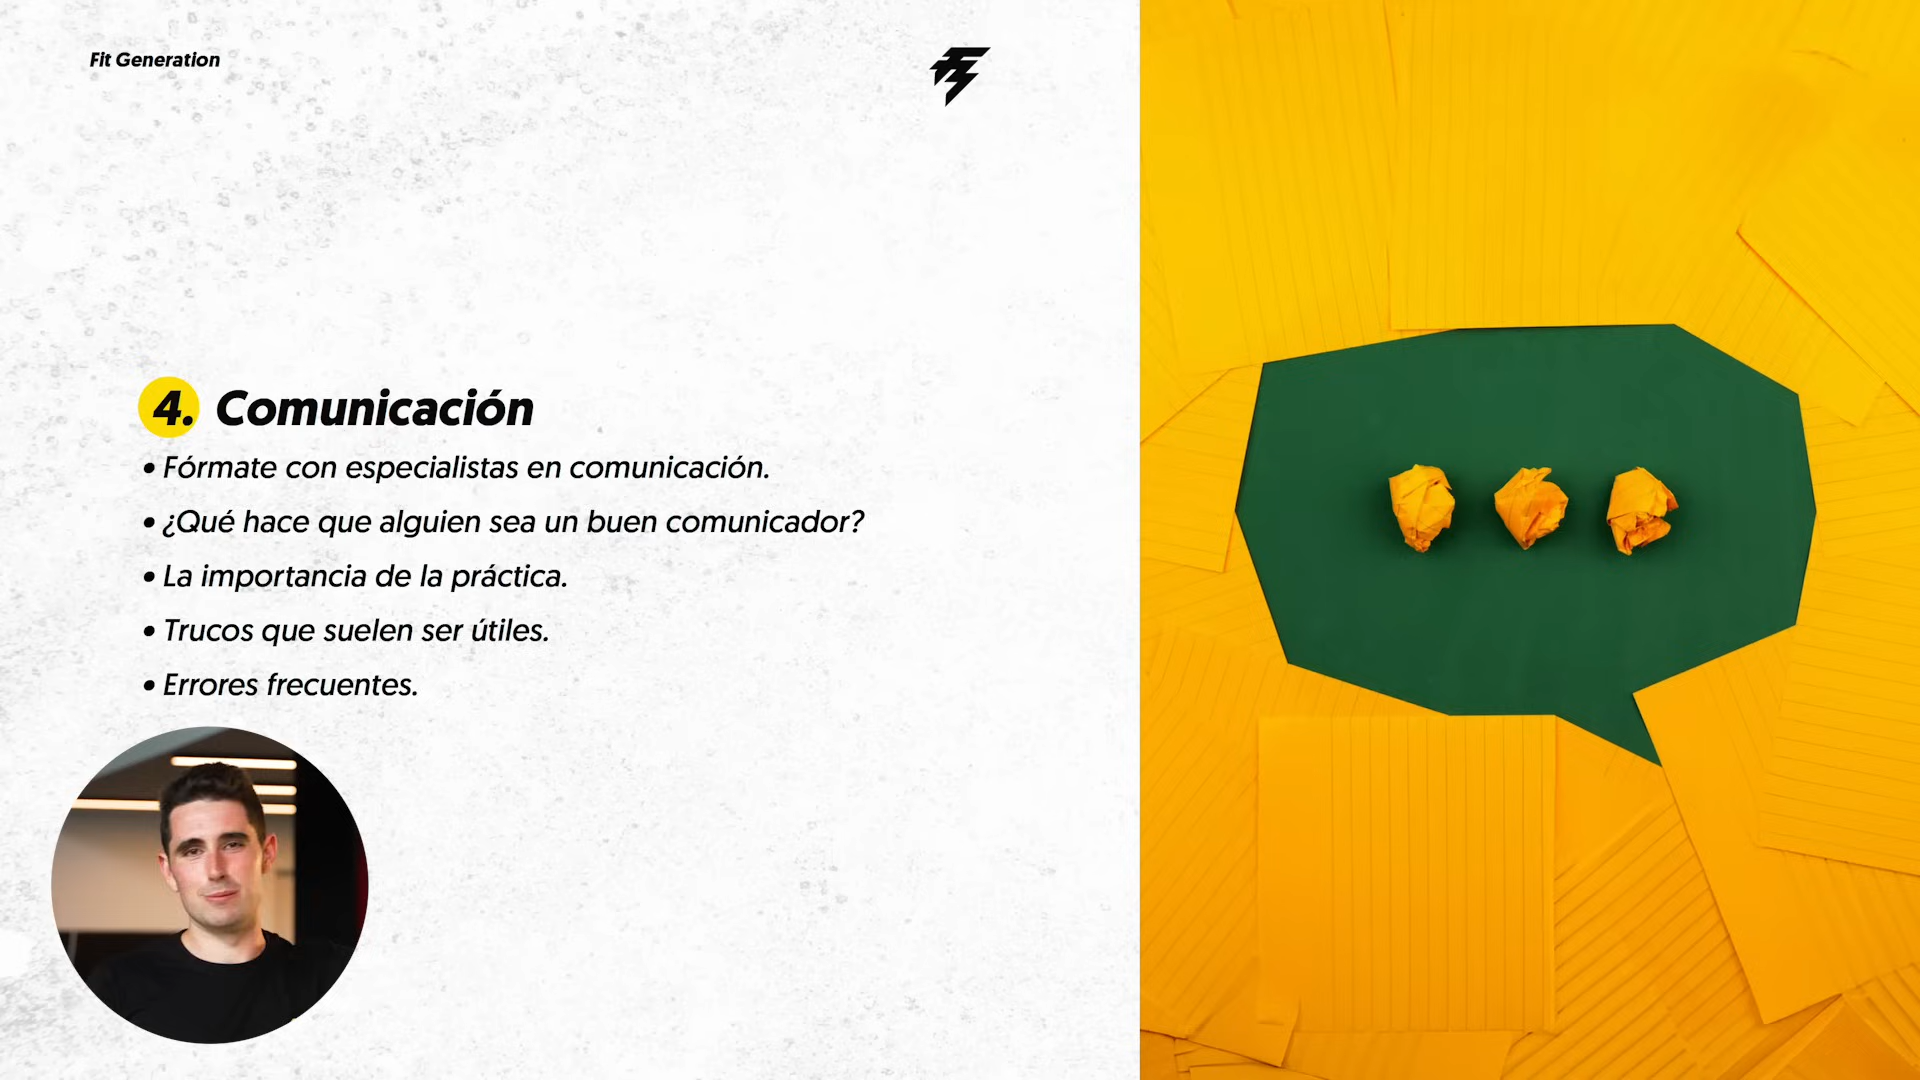 Fit Generation
4. Comunicación
• Fórmate con especialistas en comunicación.
• ¿Qué hace que alguien sea un buen comunicador?
• La importancia de la práctica.
• Trucos que suelen ser útiles.
• Errores frecuentes.